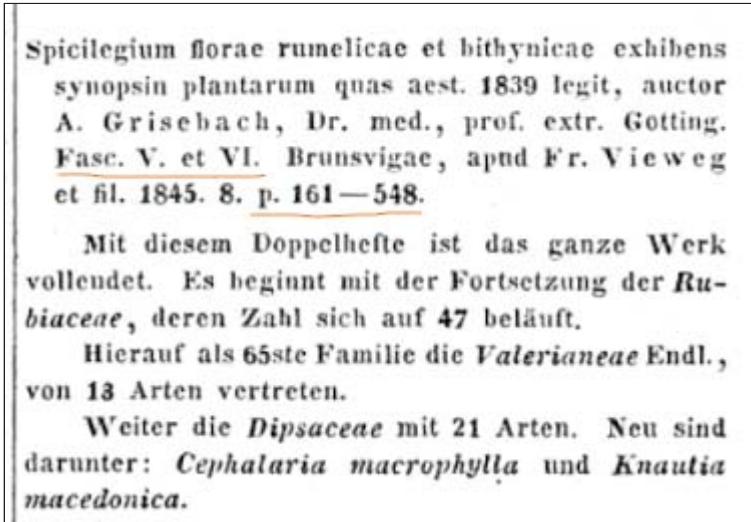 Spicilegium florae rumelicae et bithynicae exhibens
synopsin plantarum quas aest. 1839 legit, auctor
A. Grisebach, Dr. med., prof. extr. Gotting.
Fasc. V. et VI. Brunsvigae, apud Fr. Vieweg
et fil. 1845. 8. p. 161—548.
Mit diesem Doppelhefte ist das ganze Werk
vollendet. Es beginnt mit der Fortsetzung der Ru-
biaceae, deren Zahl sich auf 47 beläuft.
Hierauf als 65ste Familie die Valerianeae Endl.,
von 13 Arten vertreten.
Weiter die Dipsaceae mit 21 Arten. Neu sind
darunter: Cephalaria macrophylla und Knautia
macedonica.